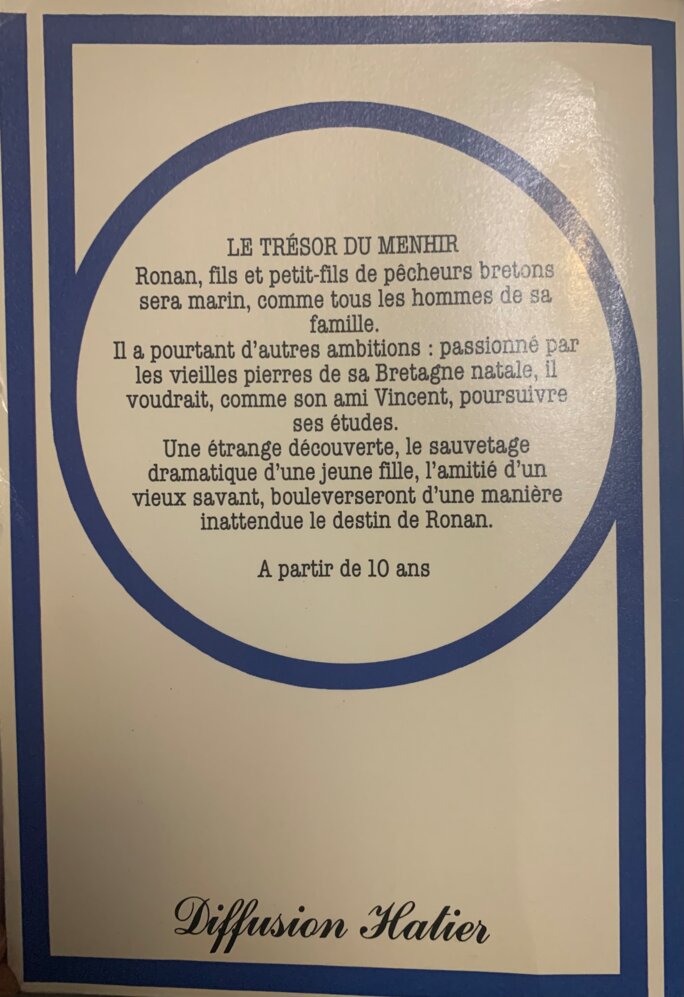 LE TRÉSOR DU MENHIR
Ronan, fils et petit-fils de pêcheurs bretons
sera marin, comme tous les hommes de sa
famille.
Il a pourtant d'autres ambitions : passionné par
les vieilles pierres de sa Bretagne natale, il
voudrait, comme son ami Vincent, poursuivre
ses études.
Une étrange découverte, le sauvetage
dramatique d'une jeune fille, l'amitié d'un
vieux savant, bouleverseront d'une manière
inattendue le destin de Ronan.
A partir de 10 ans
Diffusion Hatier